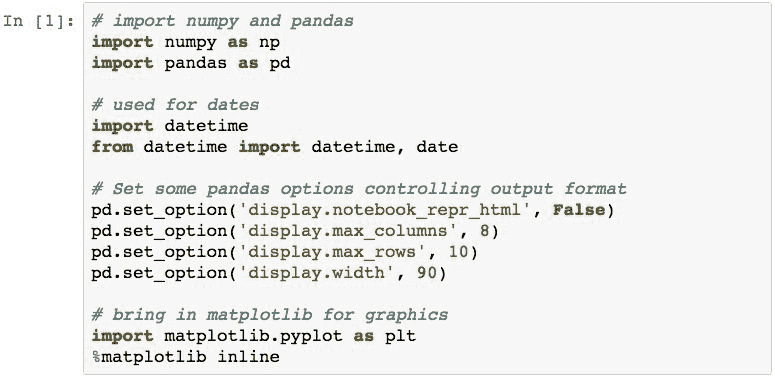 In [1]: # import numpy and pandas
import numpy as np
import pandas as pd
# used for dates
import datetime
from datetime import datetime, date
# Set some pandas options controlling output format
pd.set_option('display.notebook_repr_html', False)
pd.set_option('display.max_columns', 8)
pd.set_option('display.max_rows', 10)
pd.set_option('display.width', 90)
# bring in matplotlib for graphics
import matplotlib.pyplot as plt
%matplotlib inline